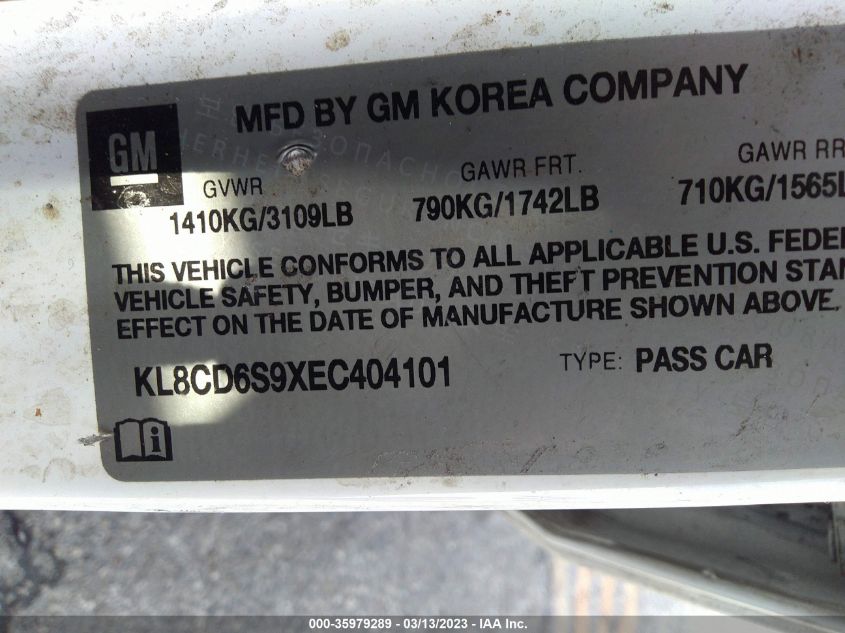 MFD BY GM KOREA COMPANY
GM
GVWR GAWR FRT. GAWR RR
1410KG/3109LB 790KG/1742LB 710KG/1565L
THIS VEHICLE CONFORMS TO ALL APPLICABLE U.S. FEDE
VEHICLE SAFETY, BUMPER, AND THEFT PREVENTION STAN
EFFECT ON THE DATE OF MANUFACTURE SHOWN ABOVE.
KL8CD6S9XEC404101 TYPE: PASS CAR
i
000-35979289 — 03/13/2023 — IAA Inc.